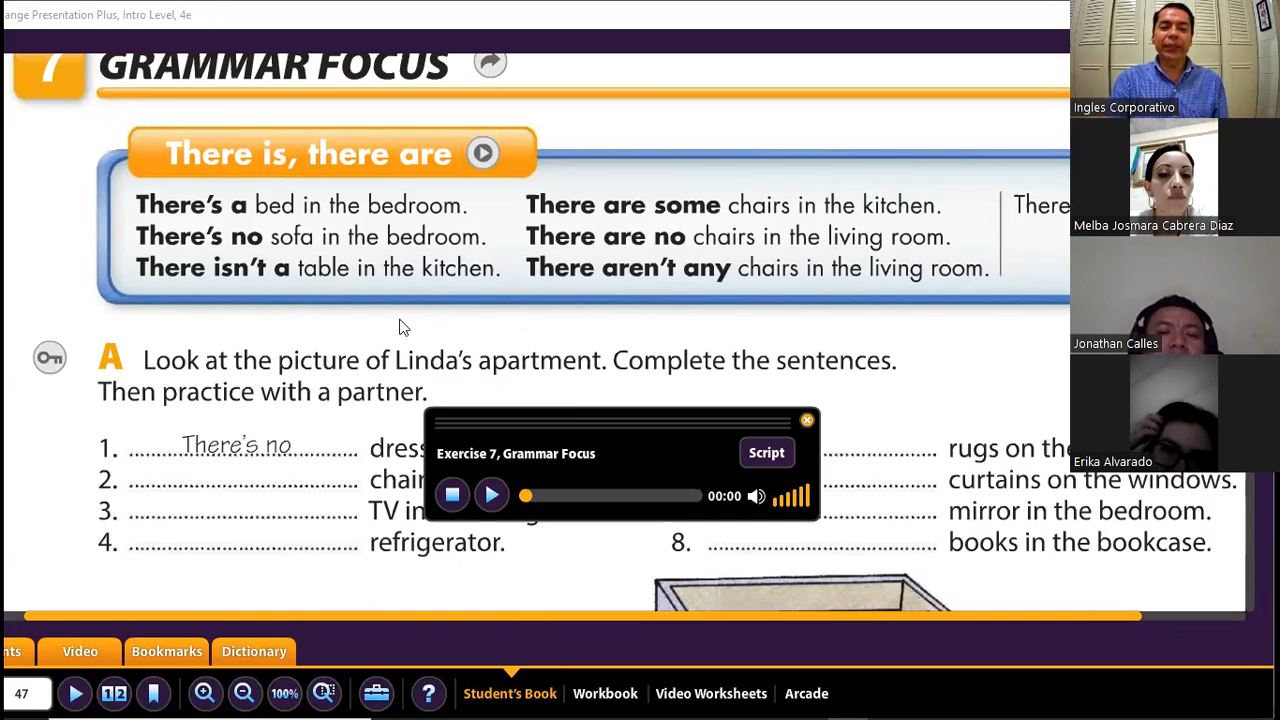 ange Presentation Plus, Intro Level, 4e
7 GRAMMAR FOCUS
There is, there are
There's a bed in the bedroom. There are some chairs in the kitchen. There
There's no sofa in the bedroom. There are no chairs in the living room.
There isn't a table in the kitchen. There aren't any chairs in the living room.
A Look at the picture of Linda's apartment. Complete the sentences.
Then practice with a partner.
1. There's no dress rugs on the
2. chair curtains on the windows.
3. TV in mirror in the bedroom.
4. refrigerator. 8. books in the bookcase.
Exercise 7, Grammar Focus Script
00:00
Ingles Corporativo
Melba Josmara Cabrera Diaz
Jonathan Calles
Erika Alvarado
nts Video Bookmarks Dictionary
47 1 2 100% ? Student's Book Workbook Video Worksheets Arcade